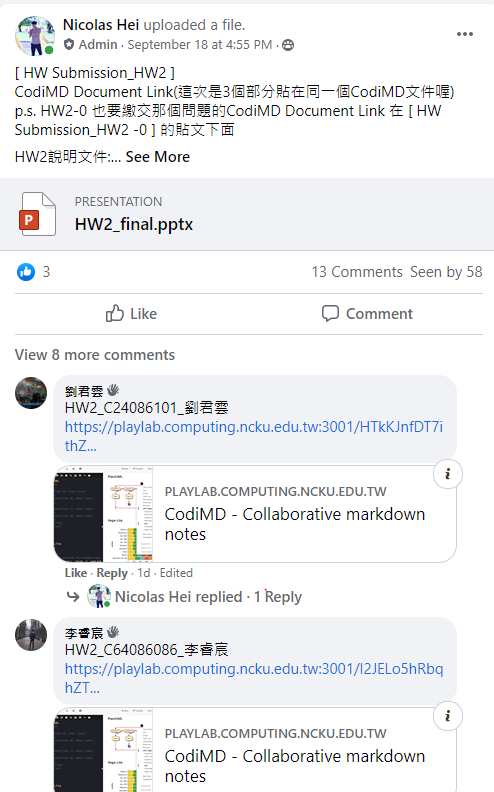 Nicolas Hei uploaded a file.
Admin · September 18 at 4:55 PM ·
[ HW Submission_HW2 ]
CodiMD Document Link(這次是3個部分貼在同一個CodiMD文件喔)
p.s. HW2-0 也要繳交那個問題的CodiMD Document Link 在 [ HW
Submission_HW2 -0 ] 的貼文下面
HW2說明文件:... See More
P
PRESENTATION
HW2_final.pptx
3
13 Comments Seen by 58
Like
Comment
View 8 more comments
劉君雲
HW2_C24086101_劉君雲
https://playlab.computing.ncku.edu.tw:3001/HTkKJnfDT7i
thZ...
i
PLAYLAB.COMPUTING.NCKU.EDU.TW
CodiMD - Collaborative markdown
notes
Like · Reply · 1d · Edited
Nicolas Hei replied · 1 Reply
李睿宸
HW2_C64086086_李睿宸
https://playlab.computing.ncku.edu.tw:3001/I2JELo5hRbq
hZT...
i
PLAYLAB.COMPUTING.NCKU.EDU.TW
CodiMD - Collaborative markdown
notes